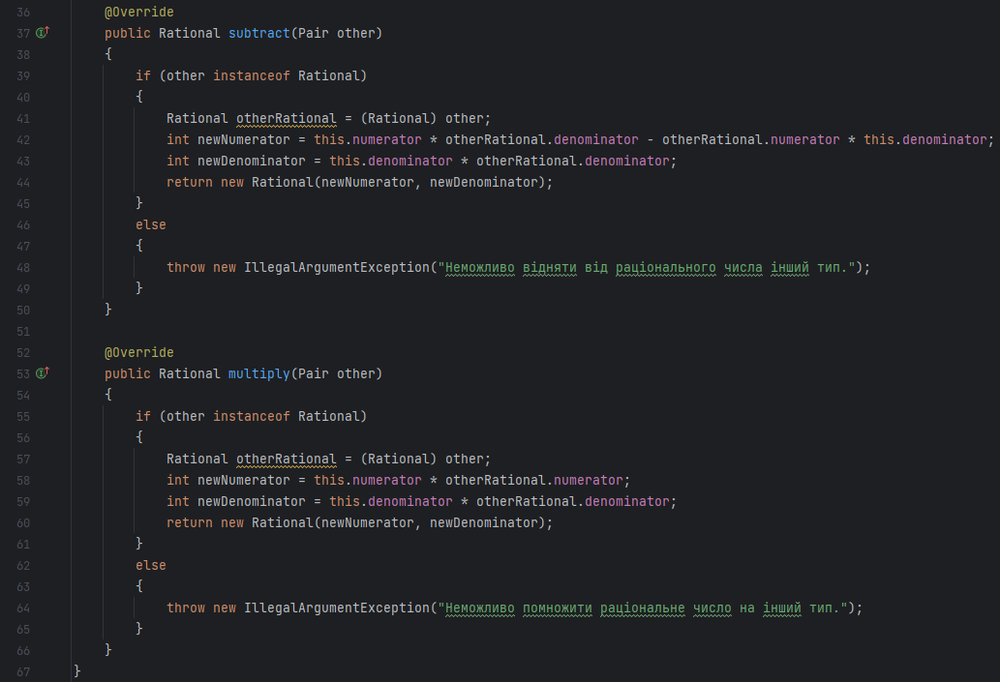 36 @Override
37 public Rational subtract(Pair other)
38 {
39 if (other instanceof Rational)
40 {
41 Rational otherRational = (Rational) other;
42 int newNumerator = this.numerator * otherRational.denominator - otherRational.numerator * this.denominator;
43 int newDenominator = this.denominator * otherRational.denominator;
44 return new Rational(newNumerator, newDenominator);
45 }
46 else
47 {
48 throw new IllegalArgumentException("Неможливо відняти від раціонального числа інший тип.");
49 }
50 }
51
52 @Override
53 public Rational multiply(Pair other)
54 {
55 if (other instanceof Rational)
56 {
57 Rational otherRational = (Rational) other;
58 int newNumerator = this.numerator * otherRational.numerator;
59 int newDenominator = this.denominator * otherRational.denominator;
60 return new Rational(newNumerator, newDenominator);
61 }
62 else
63 {
64 throw new IllegalArgumentException("Неможливо помножити раціональне число на інший тип.");
65 }
66 }
67 }